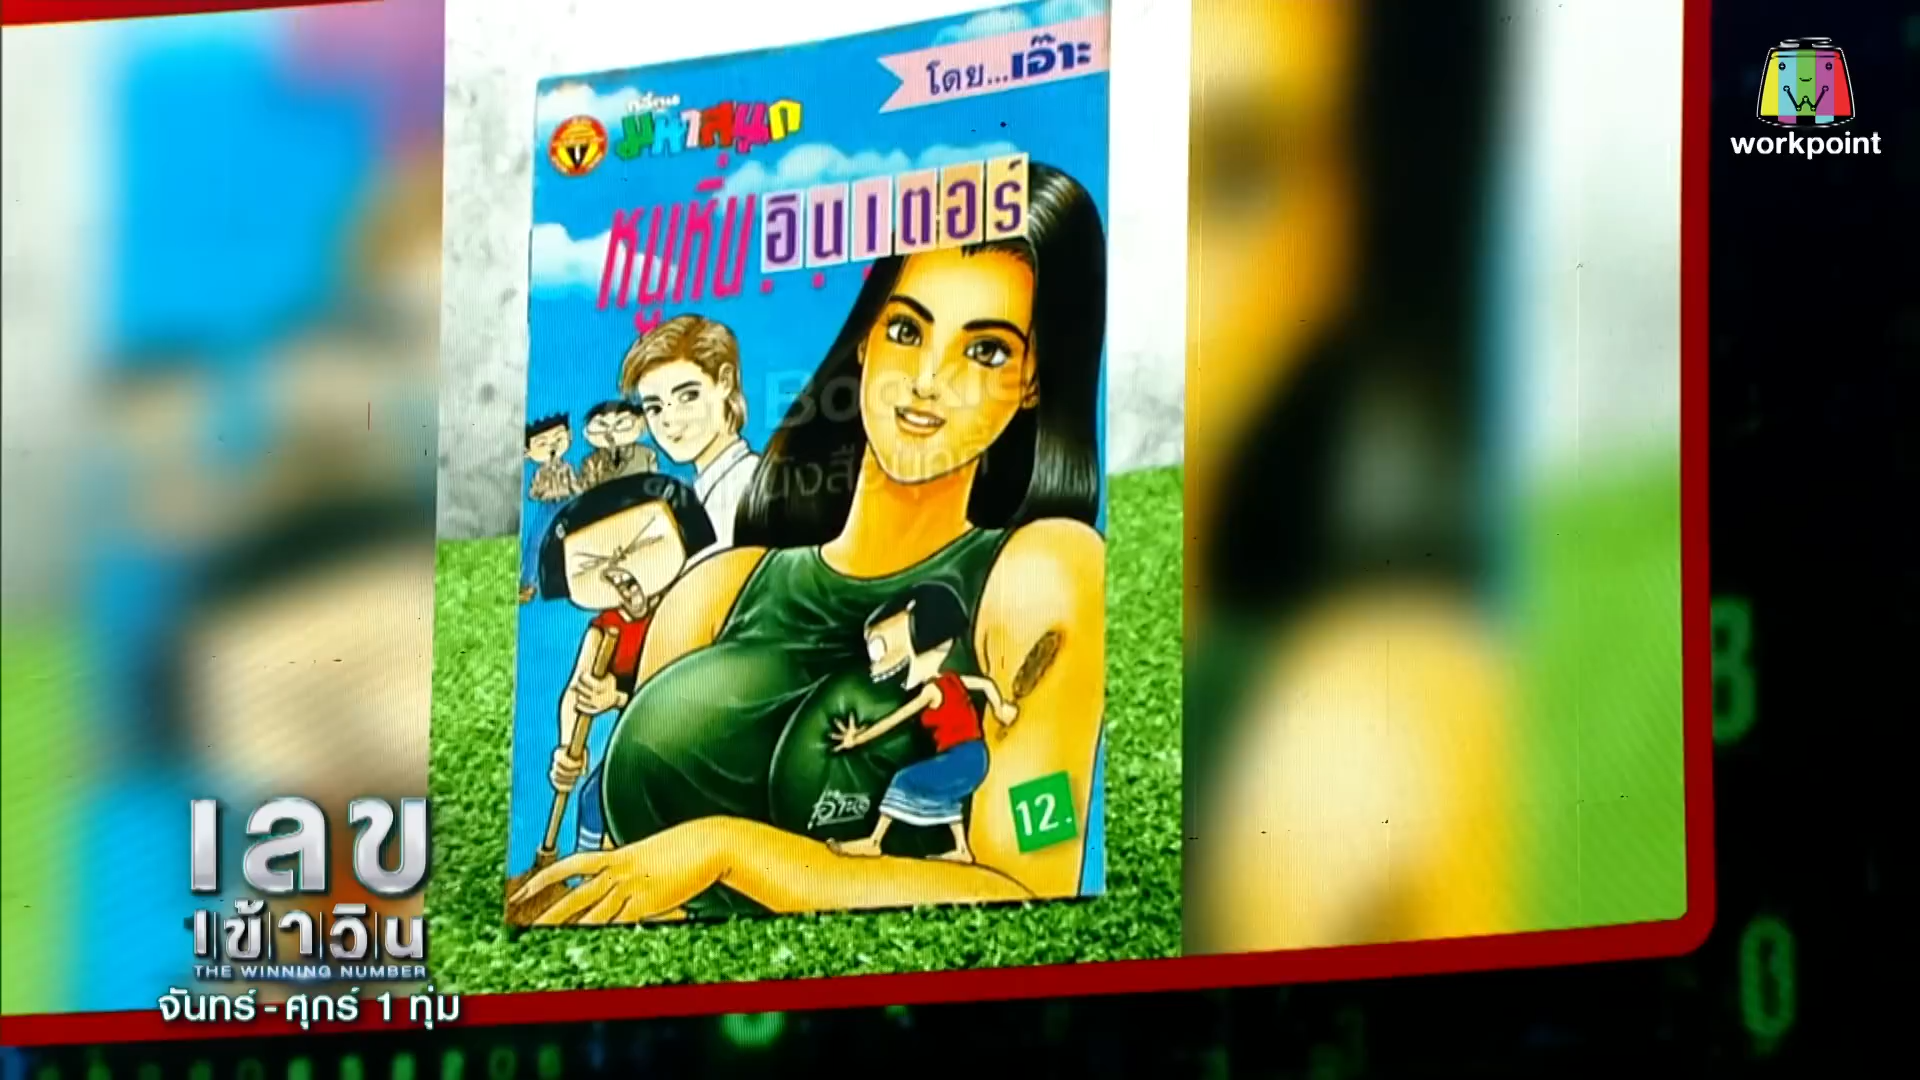 โดย...เอ๊าะ
มหาสนุก
หนูหิ่น อินเตอร์
workpoint
12.
เลข
เข้าวิน
THE WINNING NUMBER
จันทร์ - ศุกร์ 1 ทุ่ม